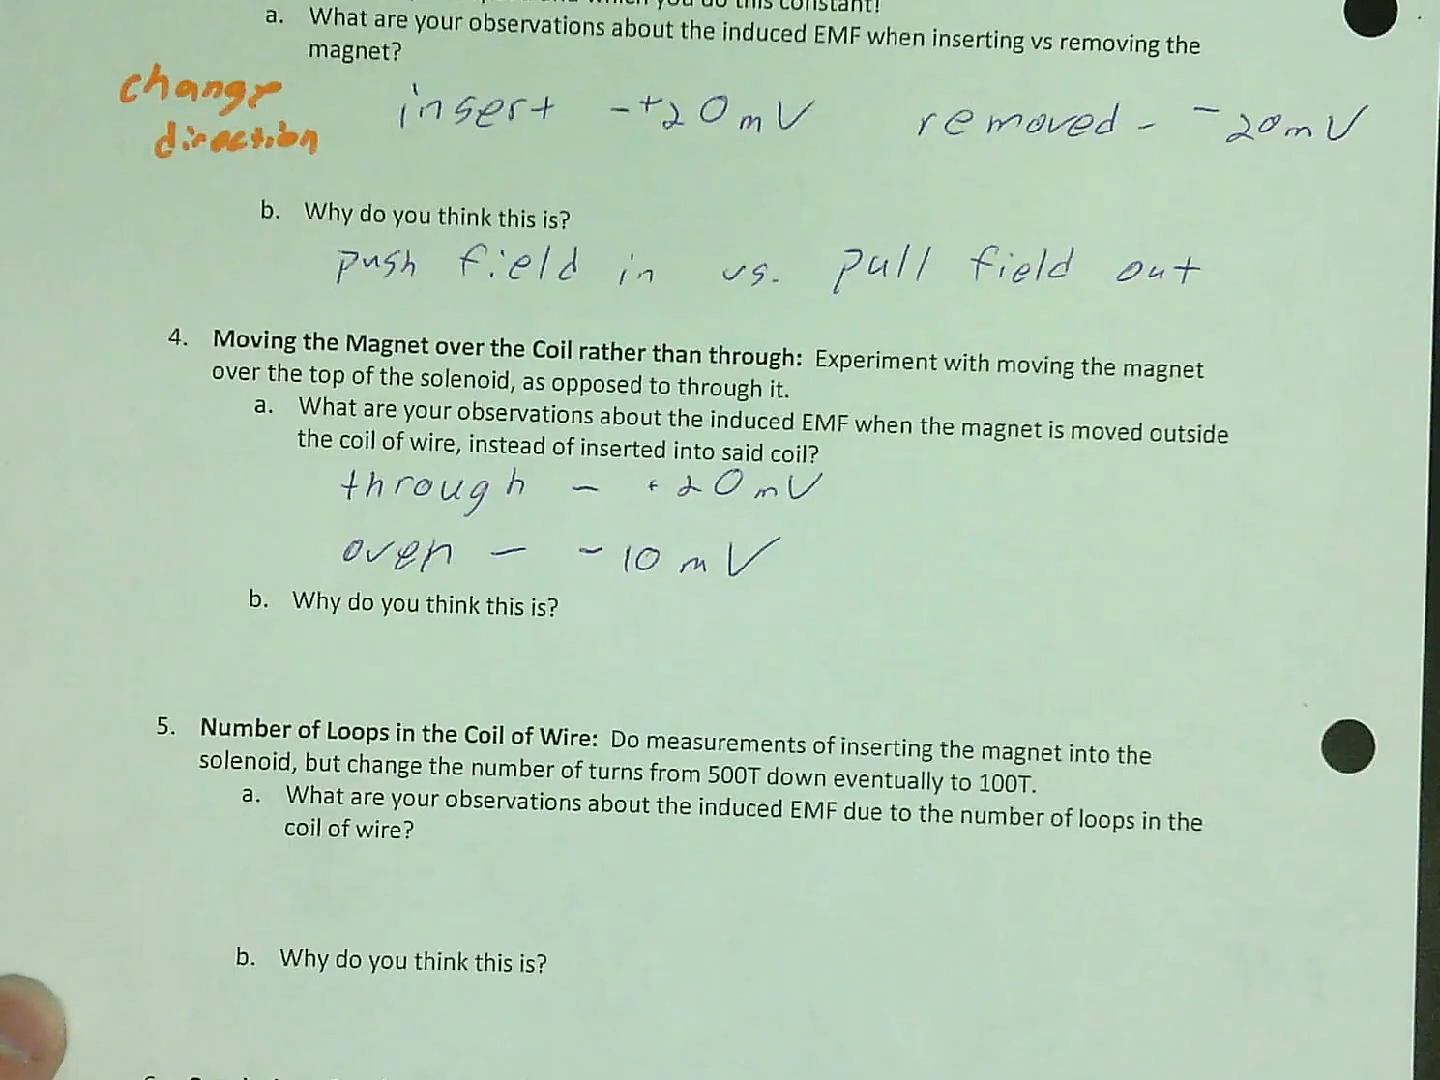 you do this constant!
a. What are your observations about the induced EMF when inserting vs removing the
magnet?
change
direction
insert -+20mV removed - -20mV
b. Why do you think this is?
push field in vs. pull field out
4. Moving the Magnet over the Coil rather than through: Experiment with moving the magnet
over the top of the solenoid, as opposed to through it.
a. What are your observations about the induced EMF when the magnet is moved outside
the coil of wire, instead of inserted into said coil?
through - +20mV
over - -10mV
b. Why do you think this is?
5. Number of Loops in the Coil of Wire: Do measurements of inserting the magnet into the
solenoid, but change the number of turns from 500T down eventually to 100T.
a. What are your observations about the induced EMF due to the number of loops in the
coil of wire?
b. Why do you think this is?